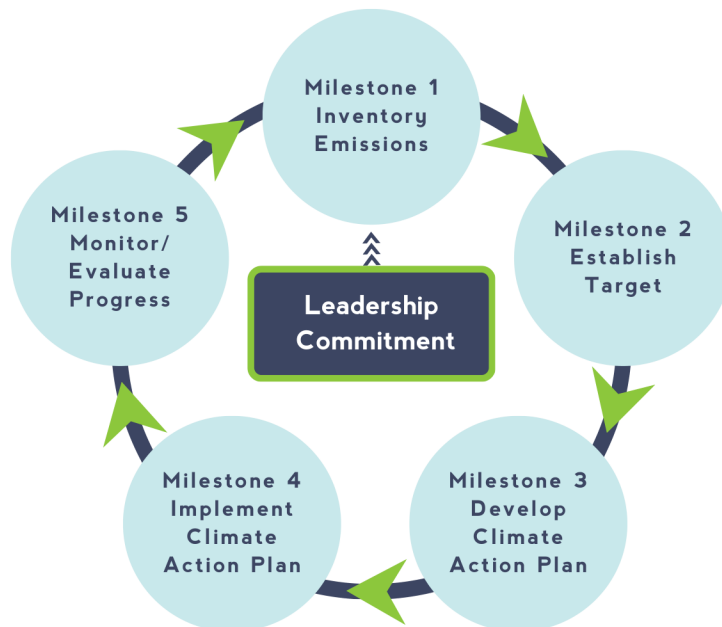 Milestone 1
Inventory
Emissions
Milestone 2
Establish
Target
Milestone 3
Develop
Climate
Action Plan
Milestone 4
Implement
Climate
Action Plan
Milestone 5
Monitor/
Evaluate
Progress
Leadership
Commitment